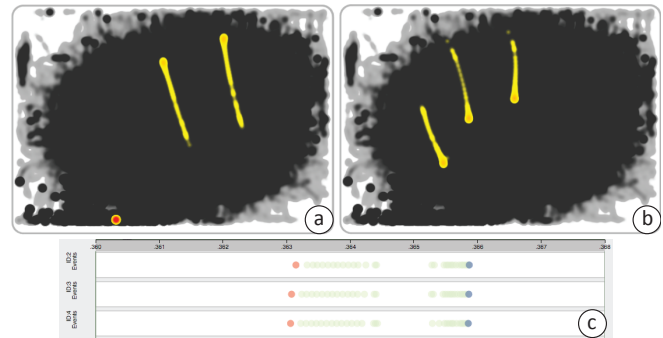 a
b
.360 .361 .362 .363 .364 .365 .366 .367 .368
ID:2
Events
ID:3
Events
ID:4
Events
c